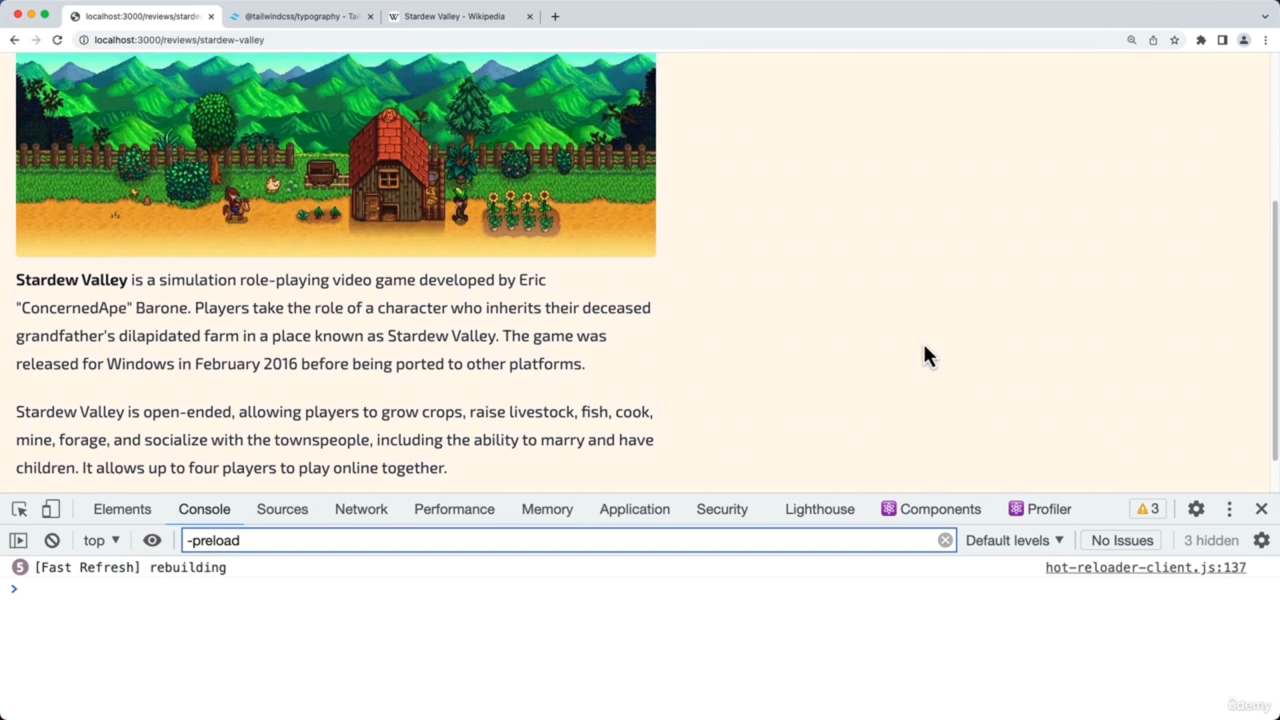 localhost:3000/reviews/stardew
@tailwindcss/typography - Tail
Stardew Valley - Wikipedia
localhost:3000/reviews/stardew-valley
Stardew Valley is a simulation role-playing video game developed by Eric
"ConcernedApe" Barone. Players take the role of a character who inherits their deceased
grandfather's dilapidated farm in a place known as Stardew Valley. The game was
released for Windows in February 2016 before being ported to other platforms.
Stardew Valley is open-ended, allowing players to grow crops, raise livestock, fish, cook,
mine, forage, and socialize with the townspeople, including the ability to marry and have
children. It allows up to four players to play online together.
Elements Console Sources Network Performance Memory Application Security Lighthouse Components Profiler 3
top -preload Default levels No Issues 3 hidden
5 [Fast Refresh] rebuilding hot-reloader-client.js:137
ûdemy